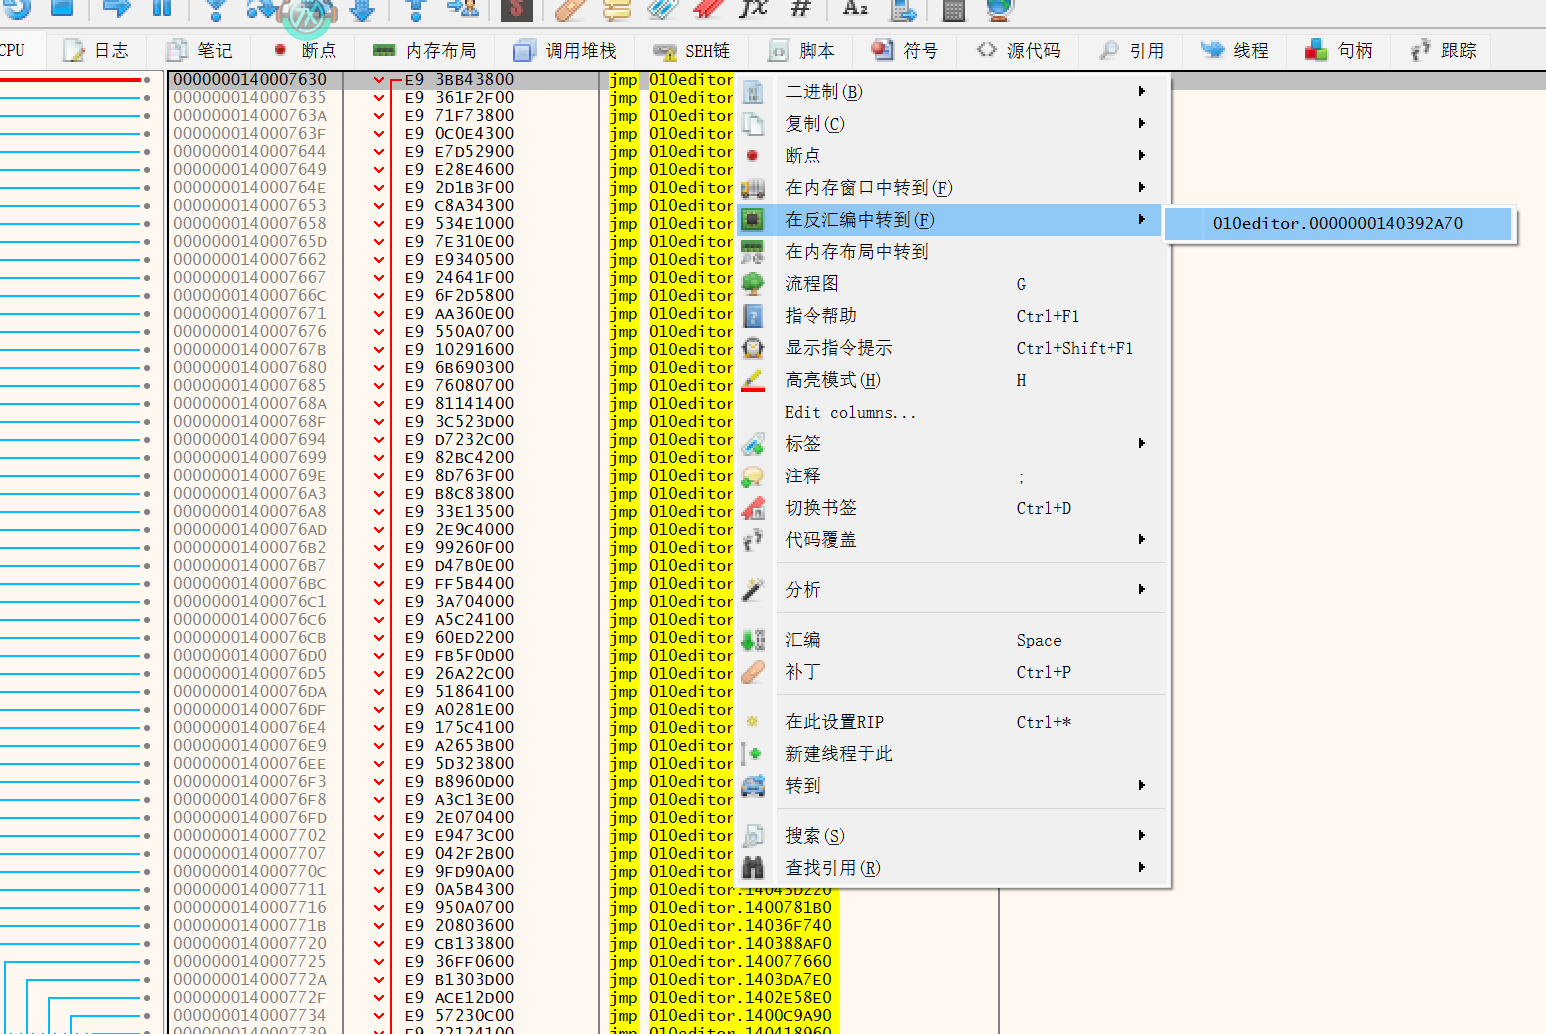 CPU 日志 笔记 断点 内存布局 调用堆栈 SEH链 脚本 符号 源代码 引用 线程 句柄 跟踪
0000000140007630 E9 3BB43800 jmp 010editor
0000000140007635 E9 361F2F00 jmp 010editor
000000014000763A E9 71F73800 jmp 010editor
000000014000763F E9 0C0E4300 jmp 010editor
0000000140007644 E9 E7D52900 jmp 010editor
0000000140007649 E9 E28E4600 jmp 010editor
000000014000764E E9 2D1B3F00 jmp 010editor
0000000140007653 E9 C8A34300 jmp 010editor
0000000140007658 E9 534E1000 jmp 010editor
000000014000765D E9 7E310E00 jmp 010editor
0000000140007662 E9 E9340500 jmp 010editor
0000000140007667 E9 24641F00 jmp 010editor
000000014000766C E9 6F2D5800 jmp 010editor
0000000140007671 E9 AA360E00 jmp 010editor
0000000140007676 E9 550A0700 jmp 010editor
000000014000767B E9 10291600 jmp 010editor
0000000140007680 E9 6B690300 jmp 010editor
0000000140007685 E9 76080700 jmp 010editor
000000014000768A E9 81141400 jmp 010editor
000000014000768F E9 3C523D00 jmp 010editor
0000000140007694 E9 D7232C00 jmp 010editor
0000000140007699 E9 82BC4200 jmp 010editor
000000014000769E E9 8D763F00 jmp 010editor
00000001400076A3 E9 B8C83800 jmp 010editor
00000001400076A8 E9 33E13500 jmp 010editor
00000001400076AD E9 2E9C4000 jmp 010editor
00000001400076B2 E9 99260F00 jmp 010editor
00000001400076B7 E9 D47B0E00 jmp 010editor
00000001400076BC E9 FF5B4400 jmp 010editor
00000001400076C1 E9 3A704000 jmp 010editor
00000001400076C6 E9 A5C24100 jmp 010editor
00000001400076CB E9 60ED2200 jmp 010editor
00000001400076D0 E9 FB5F0D00 jmp 010editor
00000001400076D5 E9 26A22C00 jmp 010editor
00000001400076DA E9 51864100 jmp 010editor
00000001400076DF E9 A0281E00 jmp 010editor
00000001400076E4 E9 175C4100 jmp 010editor
00000001400076E9 E9 A2653B00 jmp 010editor
00000001400076EE E9 5D323800 jmp 010editor
00000001400076F3 E9 B8960D00 jmp 010editor
00000001400076F8 E9 A3C13E00 jmp 010editor
00000001400076FD E9 2E070400 jmp 010editor
0000000140007702 E9 E9473C00 jmp 010editor
0000000140007707 E9 042F2B00 jmp 010editor
000000014000770C E9 9FD90A00 jmp 010editor
0000000140007711 E9 0A5B4300 jmp 010editor.14043D220
0000000140007716 E9 950A0700 jmp 010editor.1400781B0
000000014000771B E9 20803600 jmp 010editor.14036F740
0000000140007720 E9 CB133800 jmp 010editor.140388AF0
0000000140007725 E9 36FF0600 jmp 010editor.140077660
000000014000772A E9 B1303D00 jmp 010editor.1403DA7E0
000000014000772F E9 ACE12D00 jmp 010editor.1402E58E0
0000000140007734 E9 57230C00 jmp 010editor.1400C9A90
0000000140007739 E9 22124100 jmp 010editor.140418960
二进制(B)
复制(C)
断点
在内存窗口中转到(F)
在反汇编中转到(F)
010editor.0000000140392A70
在内存布局中转到
流程图 G
指令帮助 Ctrl+F1
显示指令提示 Ctrl+Shift+F1
高亮模式(H) H
Edit columns...
标签
注释 ;
切换书签 Ctrl+D
代码覆盖
分析
汇编 Space
补丁 Ctrl+P
在此设置RIP Ctrl+*
新建线程于此
转到
搜索(S)
查找引用(R)